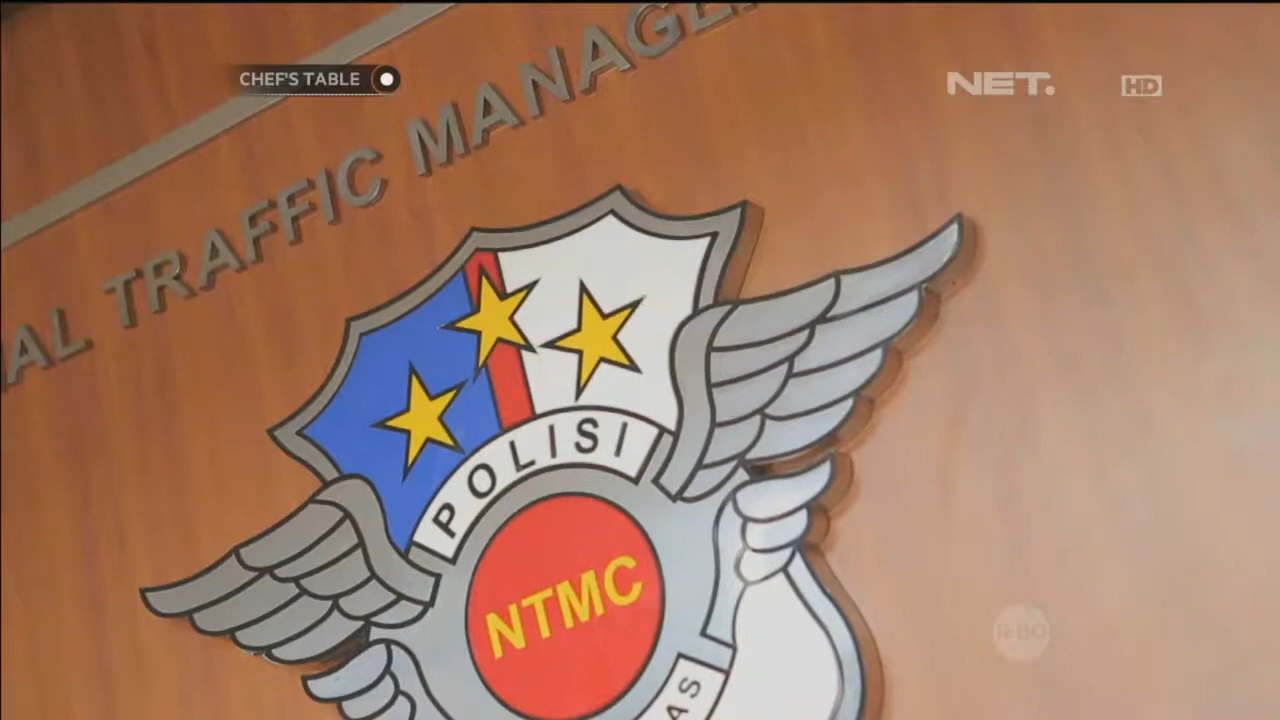 CHEF'S TABLE
NET.
HD
AL TRAFFIC MANAGE
POLISI
NTMC
AS